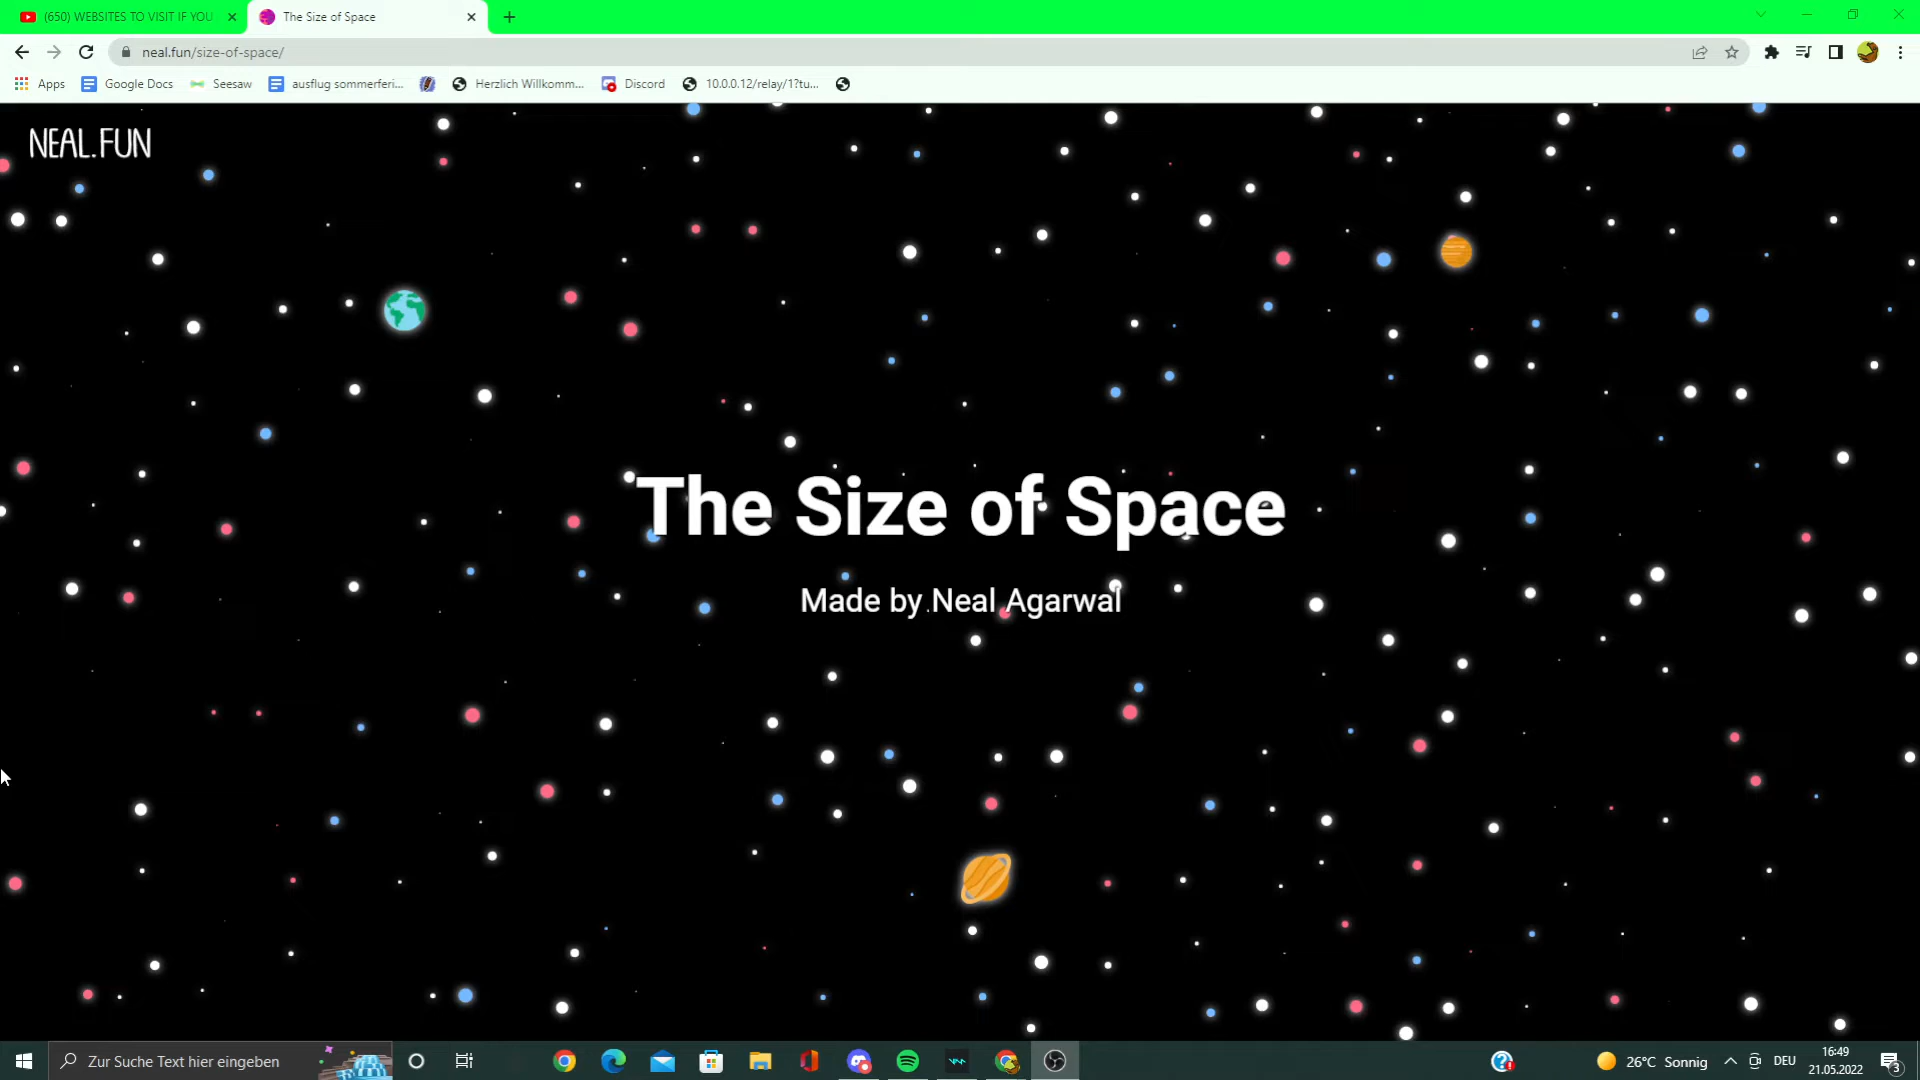 (650) WEBSITES TO VISIT IF YOU
The Size of Space
neal.fun/size-of-space/
Apps
Google Docs
Seesaw
ausflug sommerferi...
Herzlich Willkomm...
Discord
10.0.0.12/relay/1?tu...
NEAL.FUN
The Size of Space
Made by Neal Agarwal
Zur Suche Text hier eingeben
26°C Sonnig
DEU
16:49
21.05.2022
3